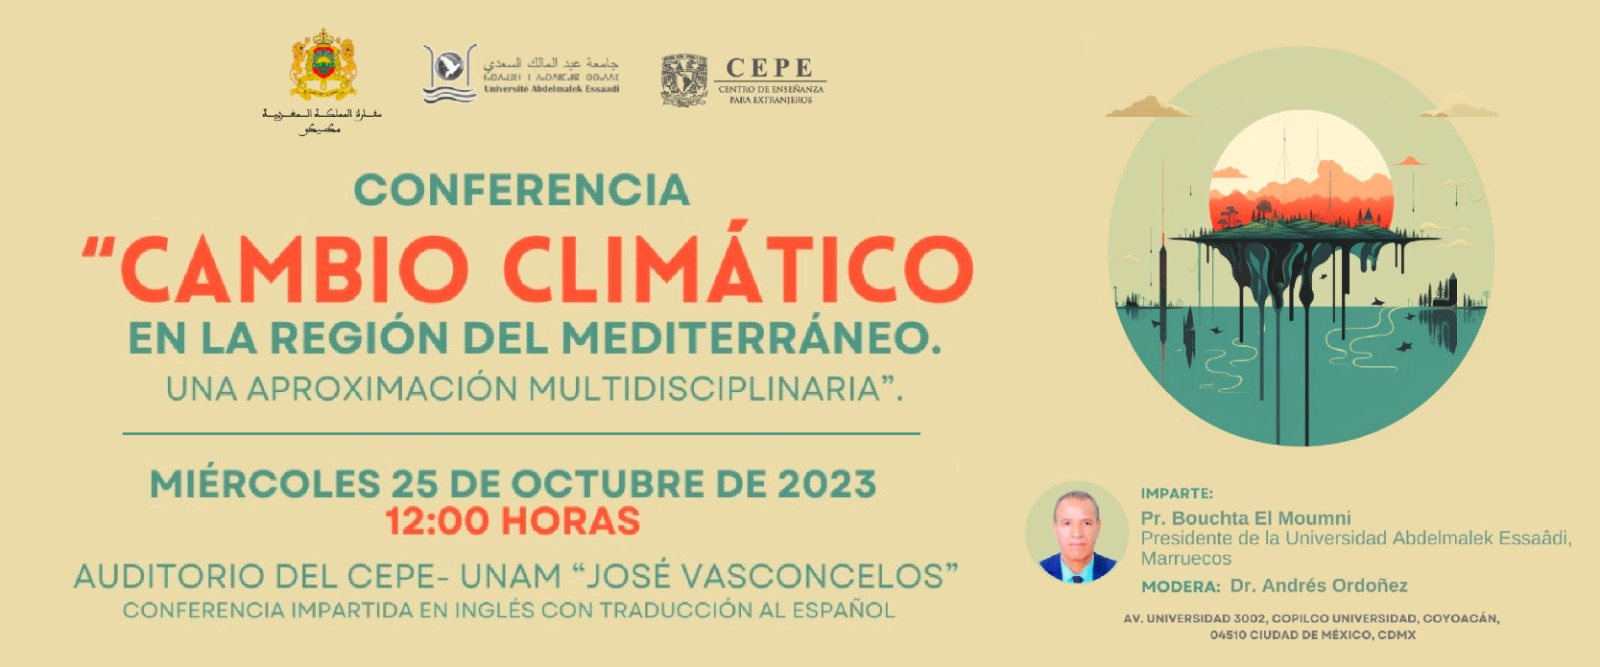 سفارة المملكة المغربية
مكسيكو
جامعة عبد المالك السعدي
Université Abdelmalek Essaadi
CEPE
CENTRO DE ENSEÑANZA
PARA EXTRANJEROS
CONFERENCIA
“CAMBIO CLIMÁTICO
EN LA REGIÓN DEL MEDITERRÁNEO.
UNA APROXIMACIÓN MULTIDISCIPLINARIA”.
MIÉRCOLES 25 DE OCTUBRE DE 2023
12:00 HORAS
AUDITORIO DEL CEPE- UNAM “JOSÉ VASCONCELOS”
CONFERENCIA IMPARTIDA EN INGLÉS CON TRADUCCIÓN AL ESPAÑOL
IMPARTE:
Pr. Bouchta El Moumni
Presidente de la Universidad Abdelmalek Essaâdi,
Marruecos
MODERA: Dr. Andrés Ordoñez
AV. UNIVERSIDAD 3002, COPILCO UNIVERSIDAD, COYOACÁN,
04510 CIUDAD DE MÉXICO, CDMX